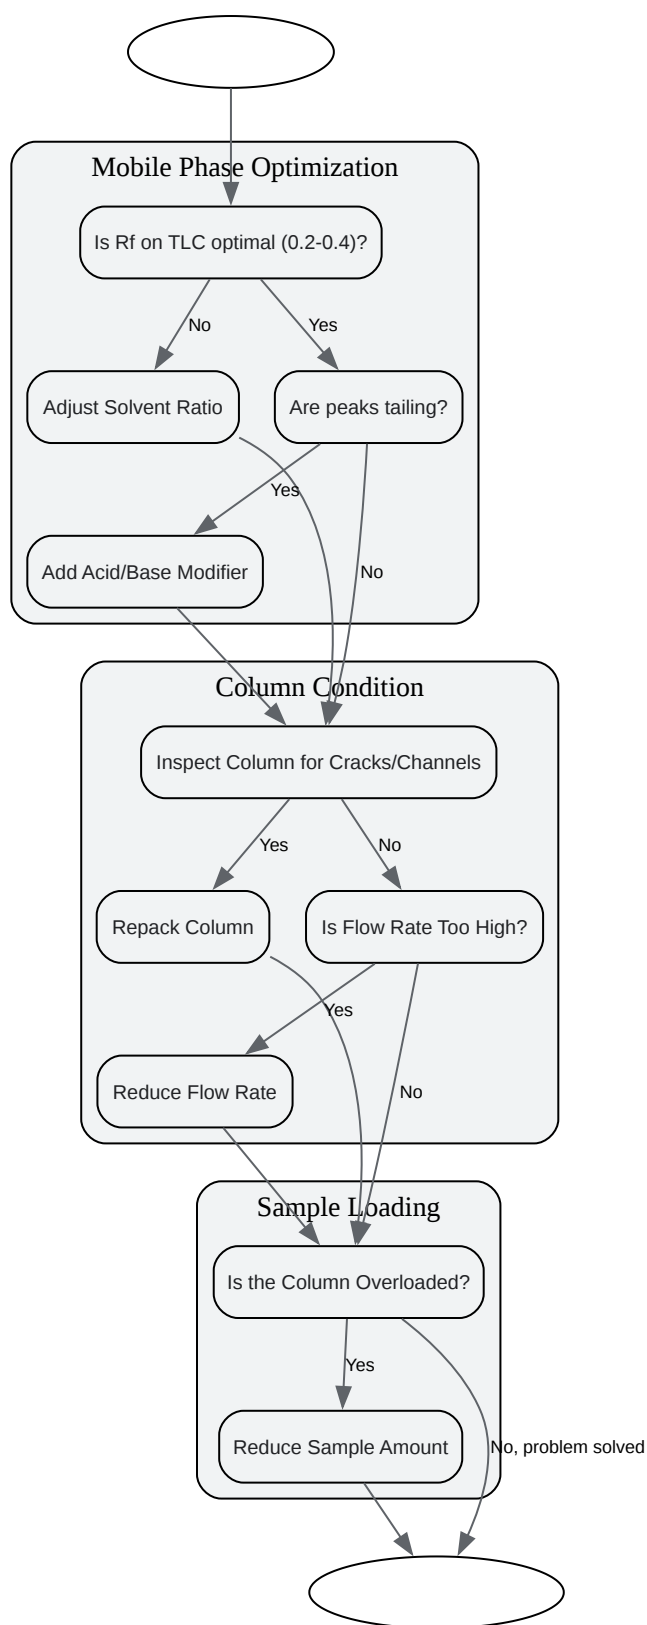 Mobile Phase Optimization
Is Rf on TLC optimal (0.2-0.4)?
No
Yes
Adjust Solvent Ratio
Are peaks tailing?
Yes
Add Acid/Base Modifier
No
Column Condition
Inspect Column for Cracks/Channels
Yes
No
Repack Column
Is Flow Rate Too High?
Yes
Reduce Flow Rate
No
Sample Loading
Is the Column Overloaded?
Yes
Reduce Sample Amount
No, problem solved